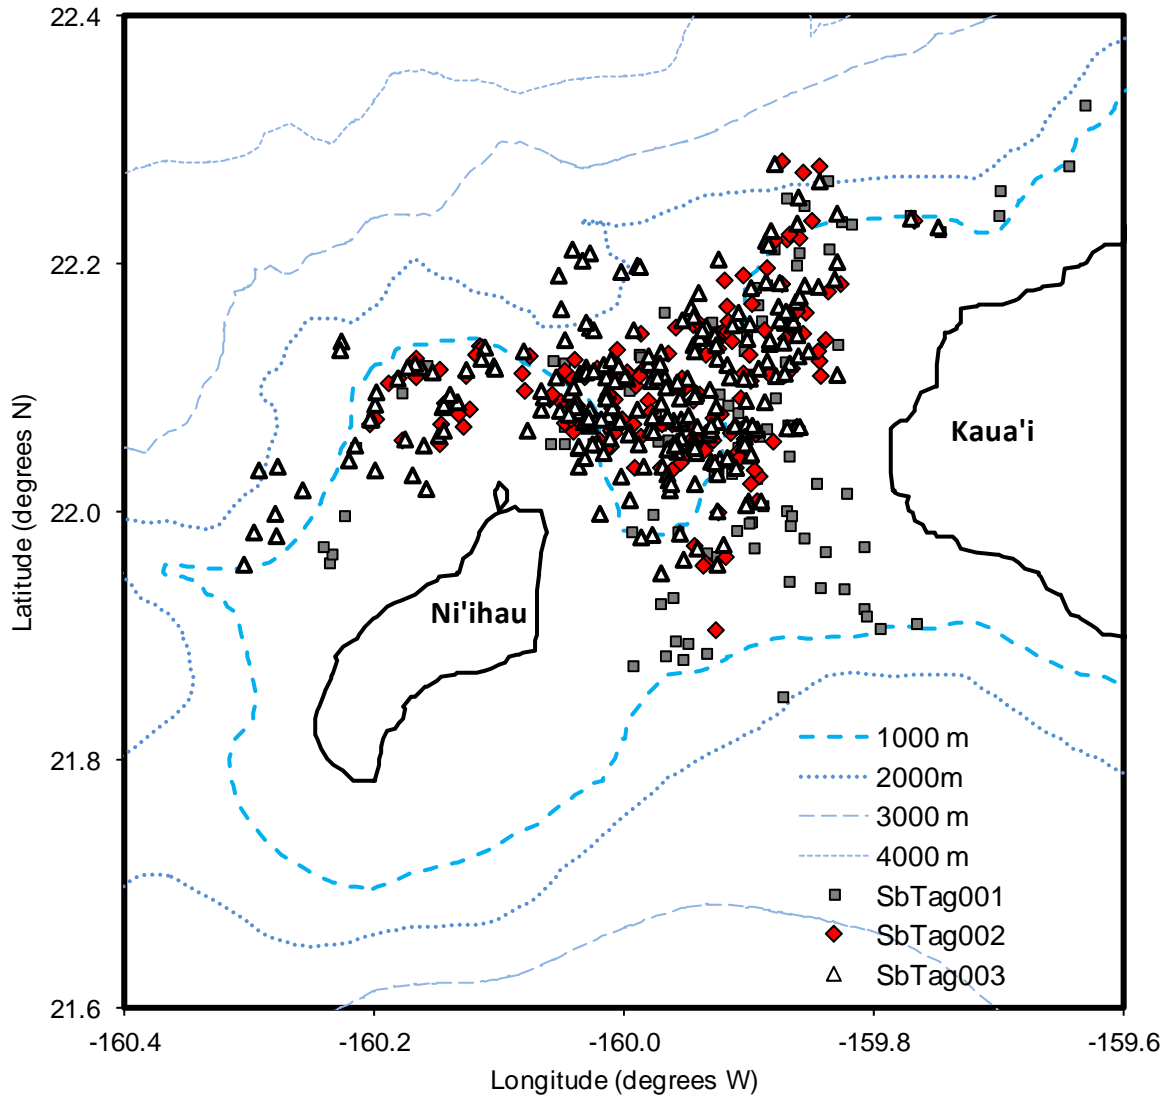 22.4
22.2
22.0
21.8
21.6
Latitude (degrees N)
Kaua'i
Ni'ihau
1000 m
2000m
3000 m
4000 m
SbTag001
SbTag002
SbTag003
-160.4 -160.2 -160.0 -159.8 -159.6
Longitude (degrees W)